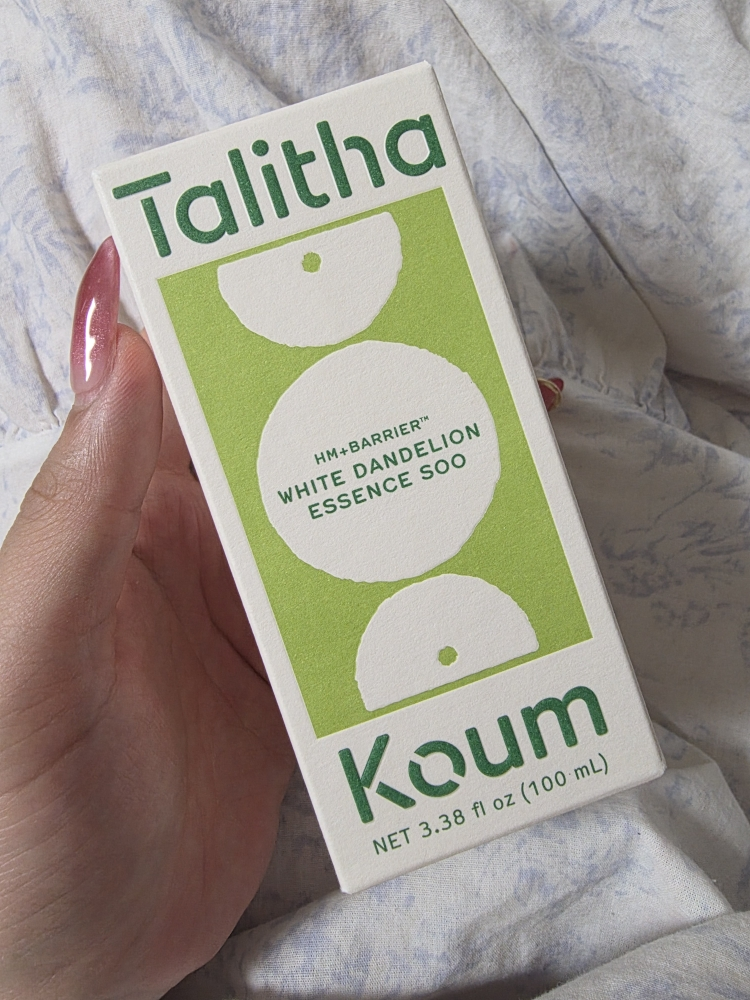 Talitha
HM+BARRIER™
WHITE DANDELION
ESSENCE SOO
Koum
NET 3.38 fl oz (100 mL)